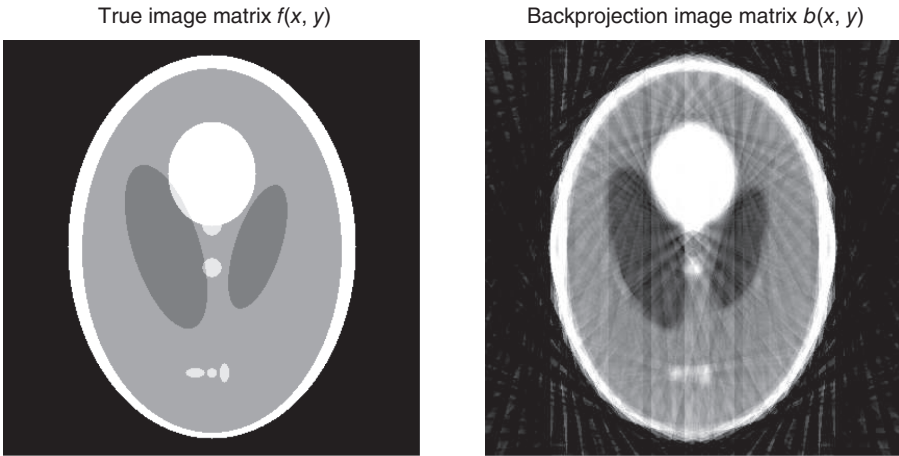 True image matrix f(x, y)
Backprojection image matrix b(x, y)